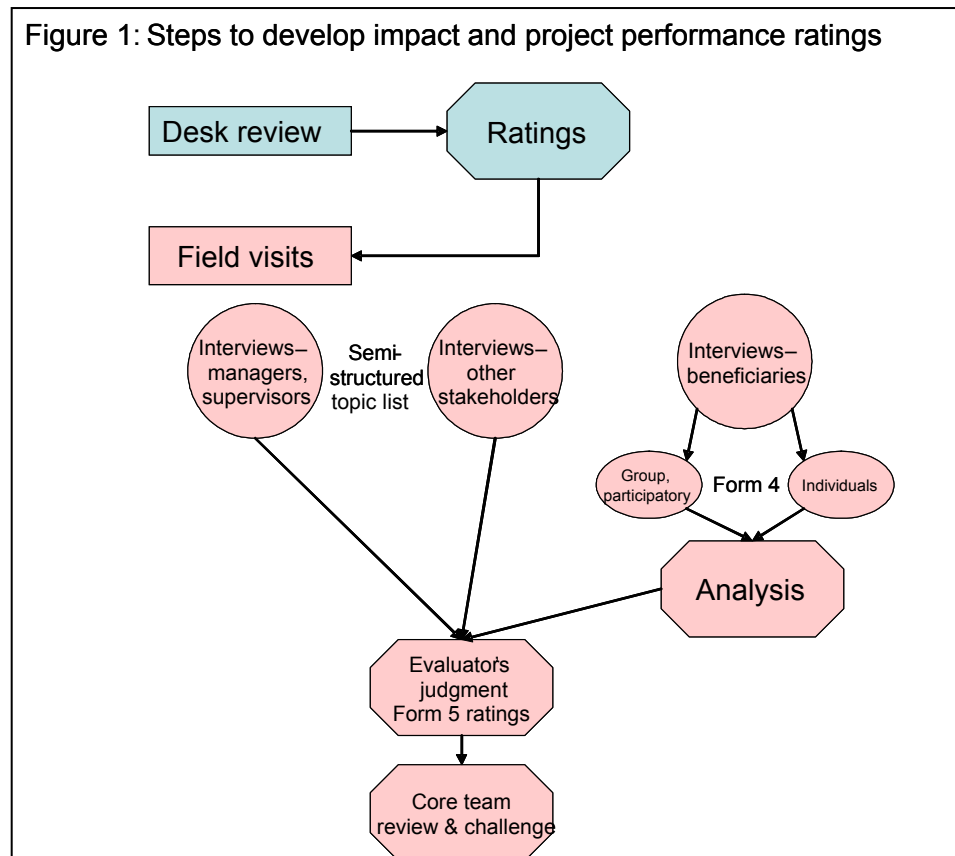 Figure 1: Steps to develop impact and project performance ratings
Desk review
Ratings
Field visits
Interviews–
managers,
supervisors
Semi-
structured
topic list
Interviews–
other
stakeholders
Interviews–
beneficiaries
Group,
participatory
Form 4
Individuals
Analysis
Evaluator's
judgment
Form 5 ratings
Core team
review & challenge